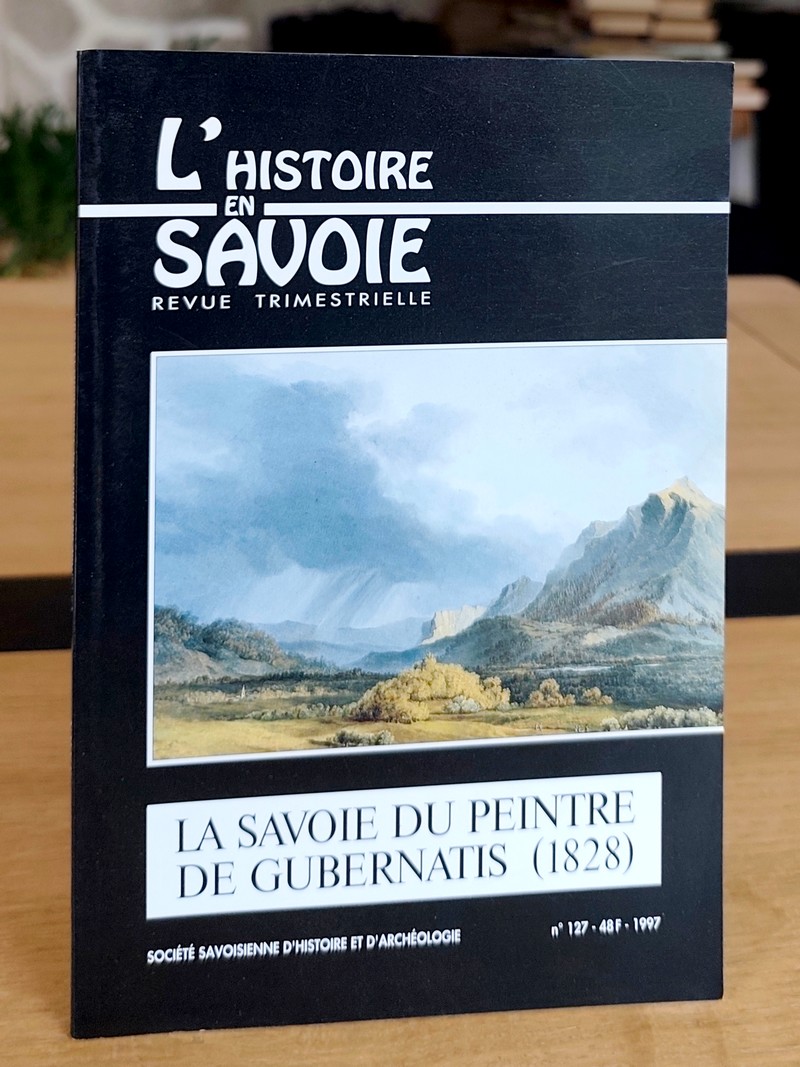 L'HISTOIRE
EN
SAVOIE
REVUE TRIMESTRIELLE
LA SAVOIE DU PEINTRE
DE GUBERNATIS (1828)
SOCIÉTÉ SAVOISIENNE D'HISTOIRE ET D'ARCHÉOLOGIE
n° 127 - 48 F - 1997